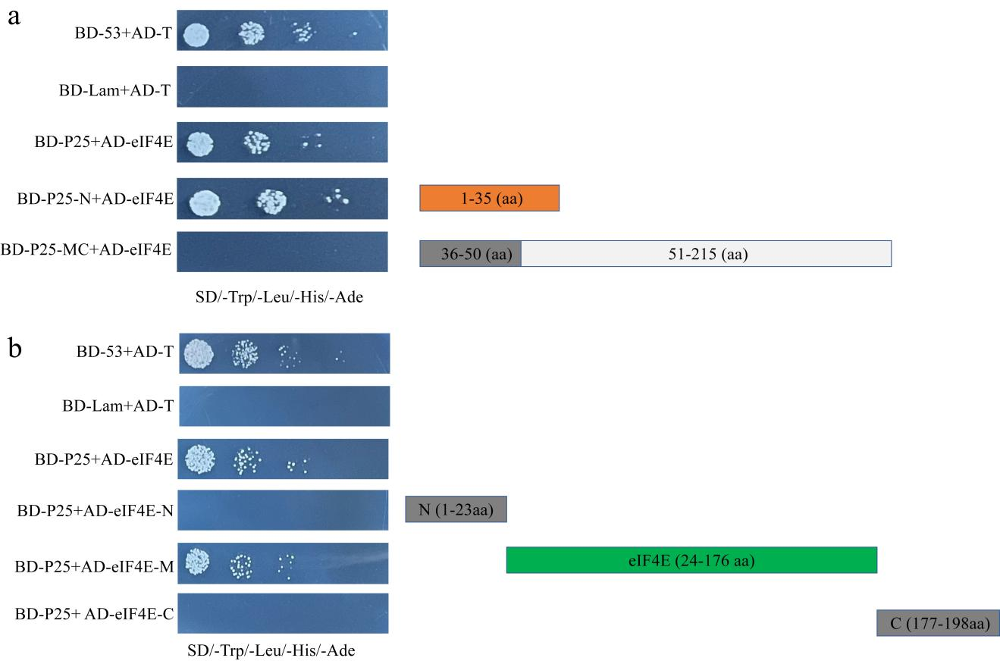 a
BD-53+AD-T
BD-Lam+AD-T
BD-P25+AD-eIF4E
BD-P25-N+AD-eIF4E
1-35 (aa)
BD-P25-MC+AD-eIF4E
36-50 (aa)
51-215 (aa)
SD/-Trp/-Leu/-His/-Ade
b
BD-53+AD-T
BD-Lam+AD-T
BD-P25+AD-eIF4E
BD-P25+AD-eIF4E-N
N (1-23aa)
BD-P25+AD-eIF4E-M
eIF4E (24-176 aa)
BD-P25+ AD-eIF4E-C
C (177-198aa)
SD/-Trp/-Leu/-His/-Ade